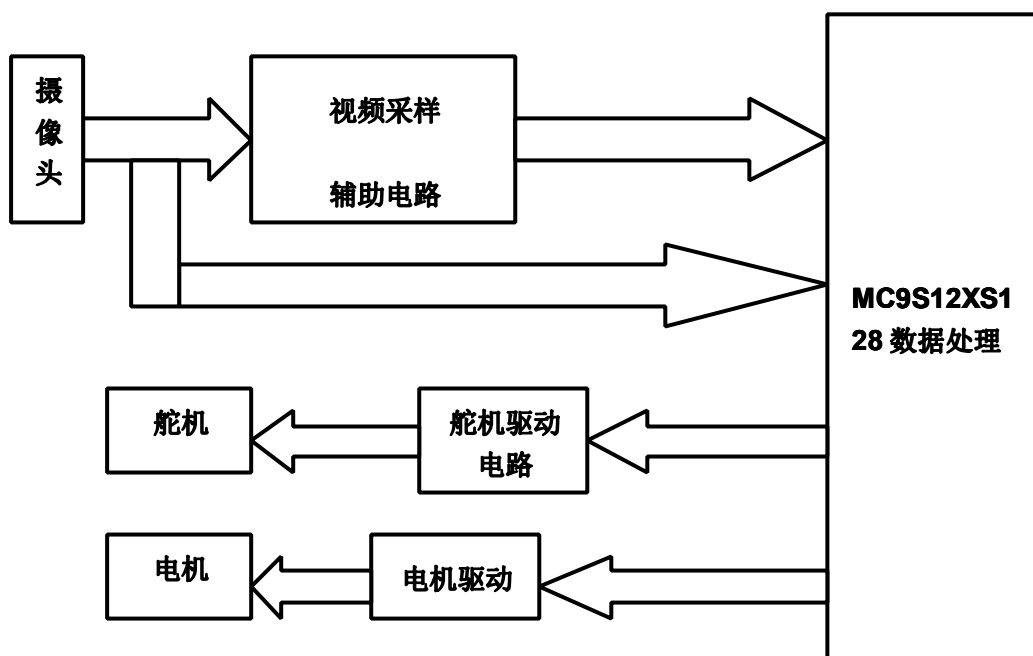 摄
像
头
视频采样
辅助电路
MC9S12XS1
28 数据处理
舵机
舵机驱动
电路
电机
电机驱动